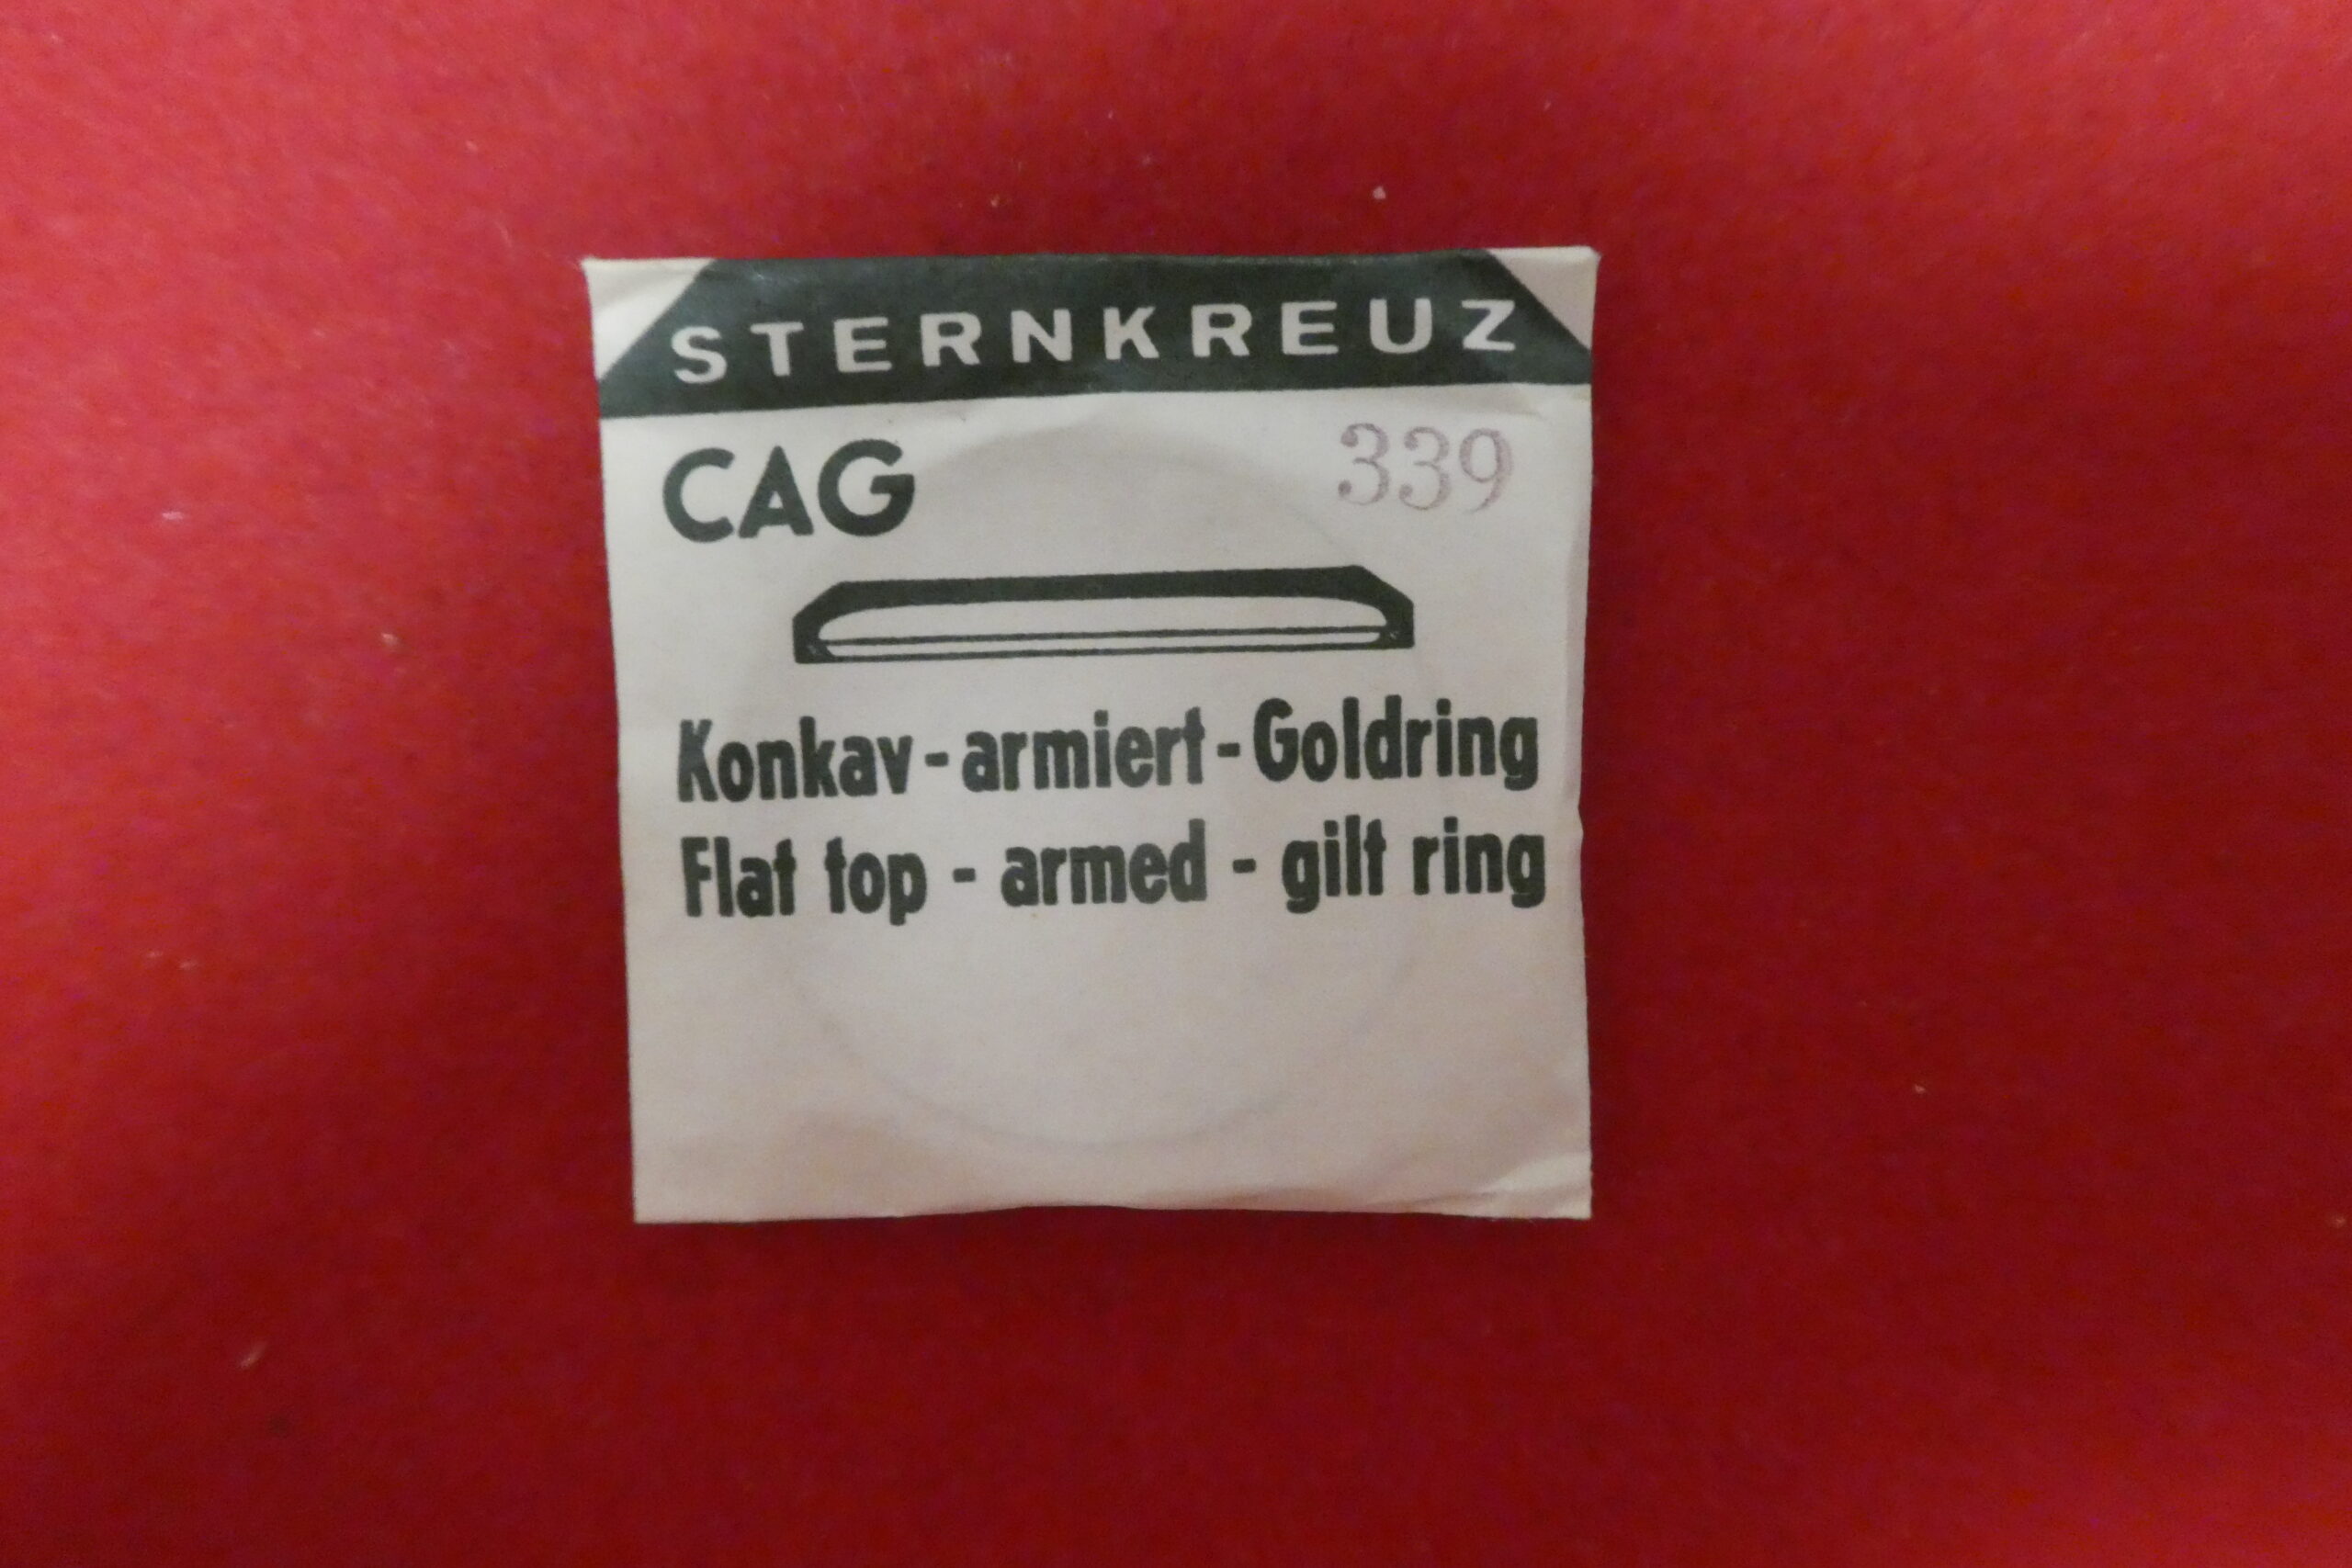 STERNKREUZ
CAG 339
Konkav-armiert-Goldring
Flat top - armed - gilt ring